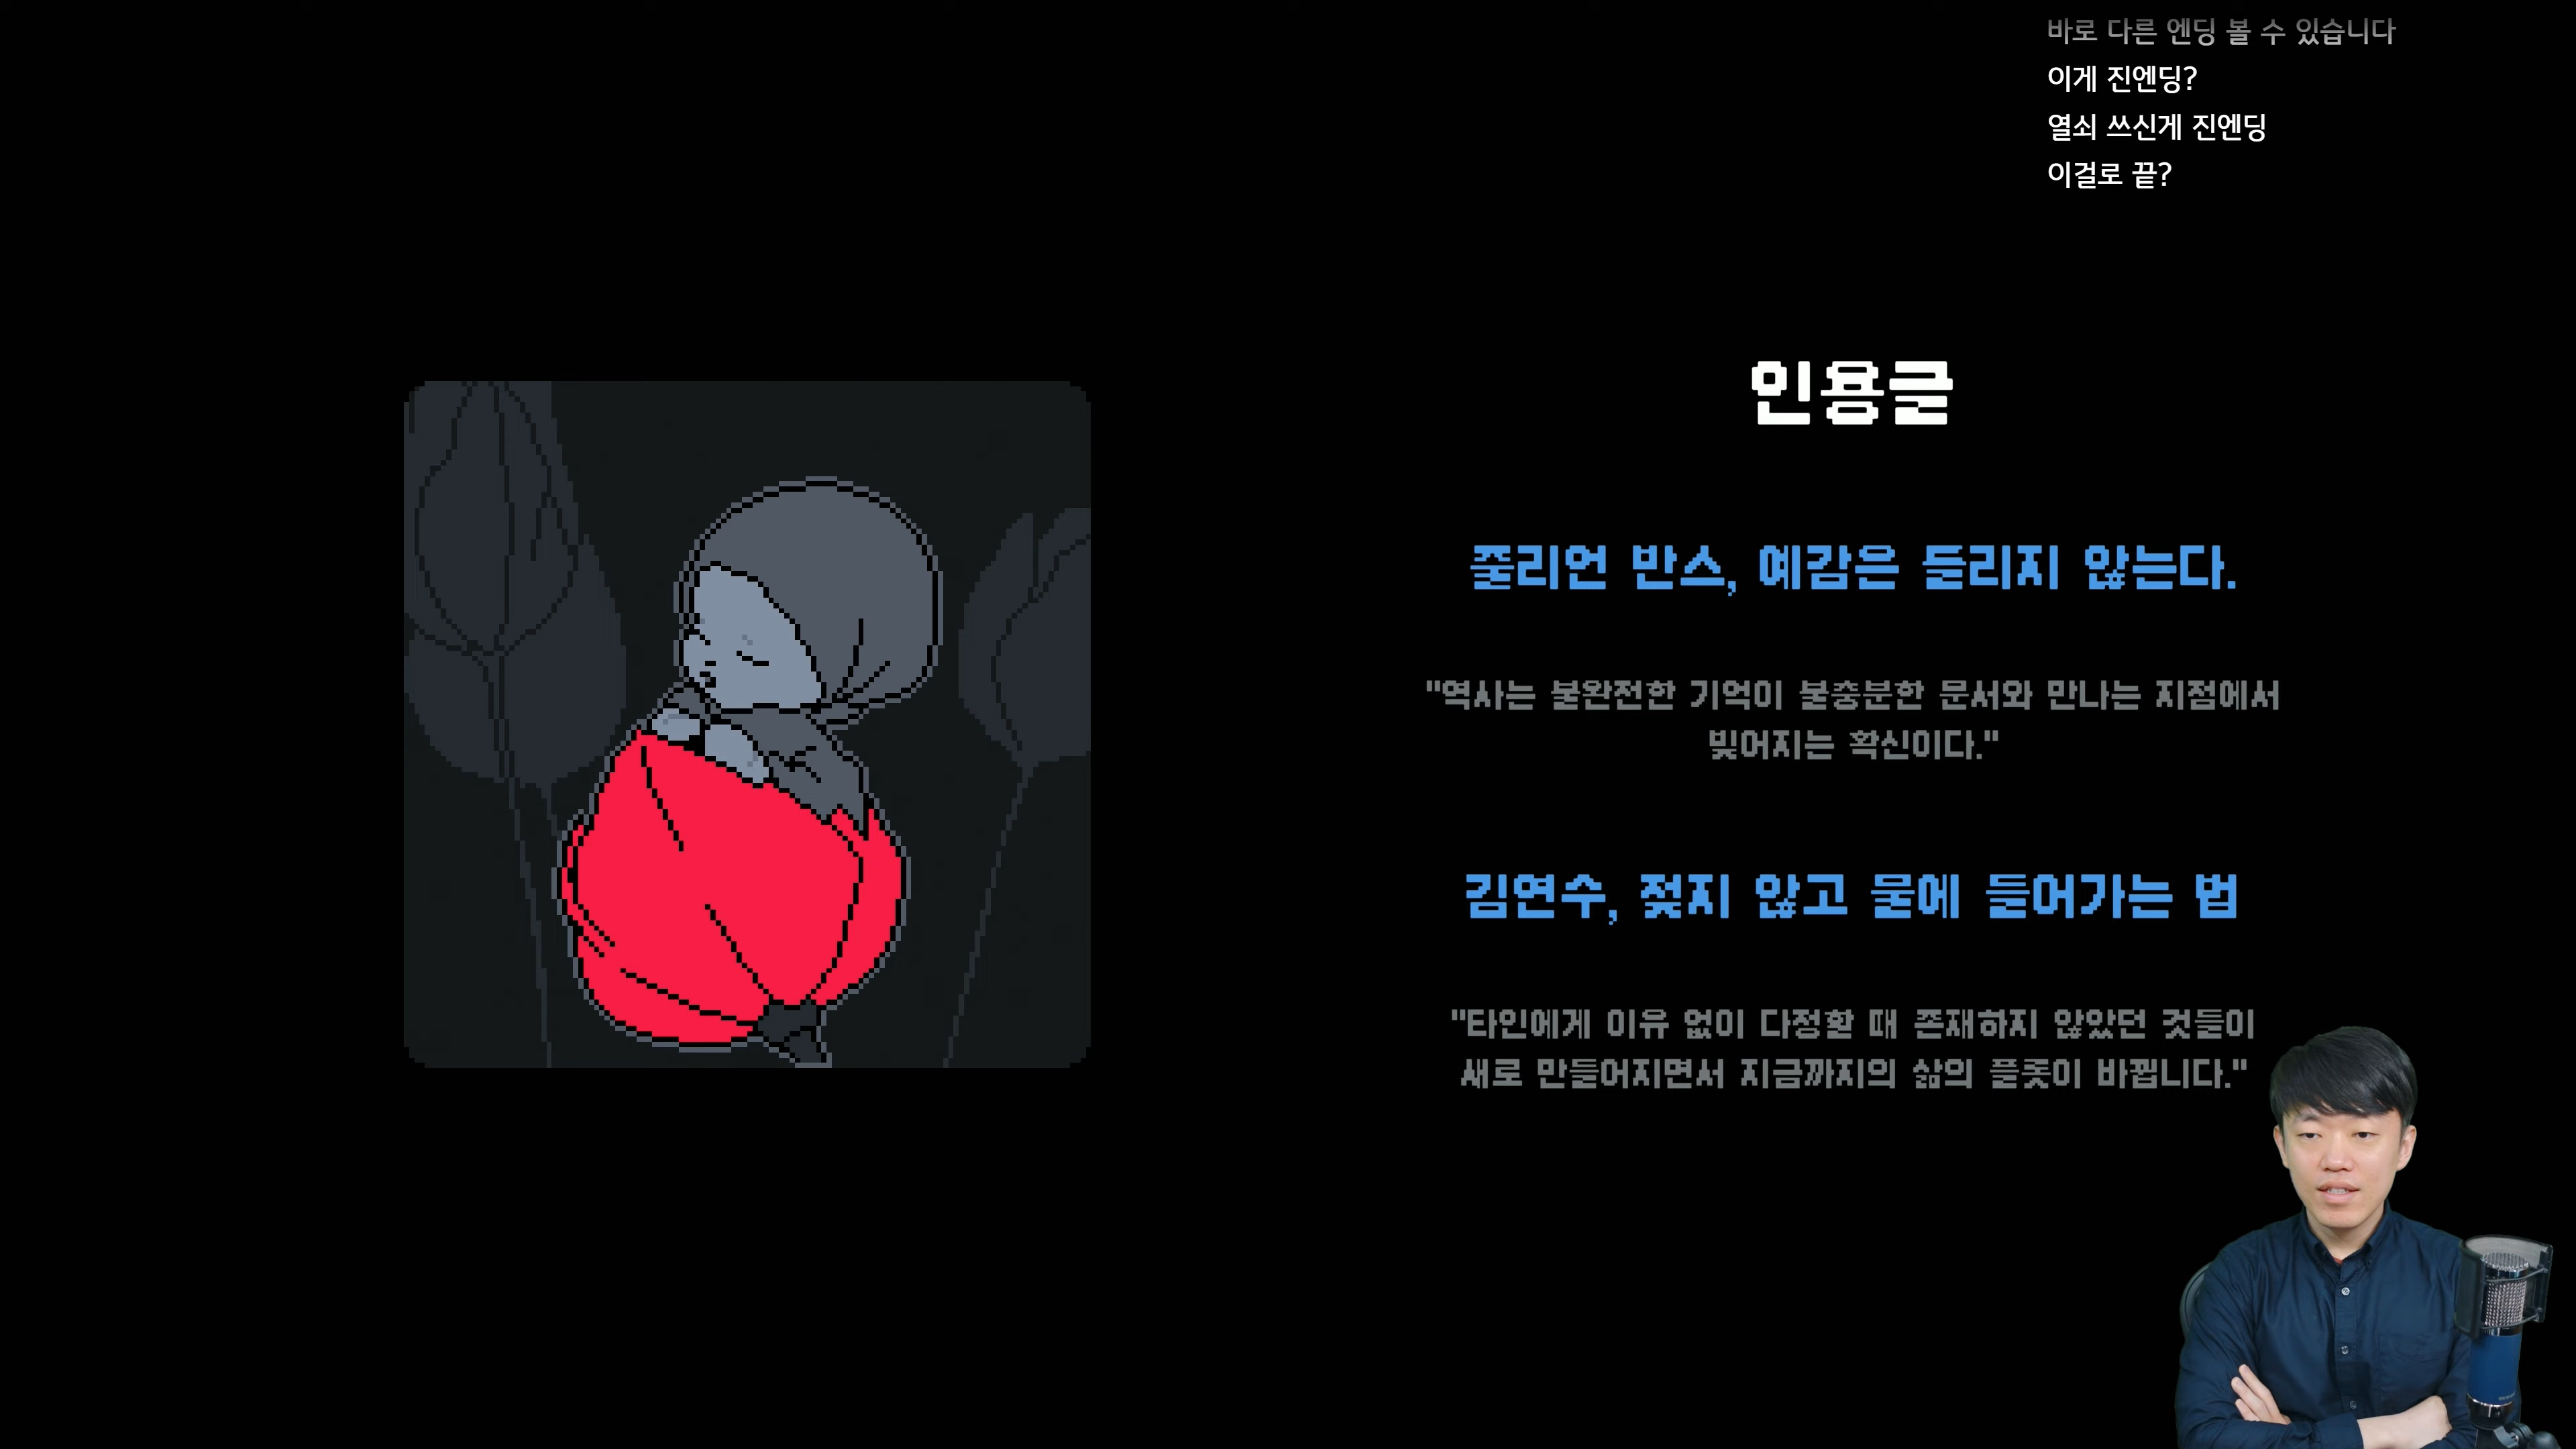 바로 다른 엔딩 볼 수 있습니다
이게 진엔딩?
열쇠 쓰신게 진엔딩
이걸로 끝?
인용글
줄리언 반스, 예감은 들리지 않는다.
"역사는 불완전한 기억이 불충분한 문서와 만나는 지점에서
빚어지는 확신이다."
김연수, 젖지 않고 물에 들어가는 법
"타인에게 이유 없이 다정할 때 존재하지 않았던 것들이
새로 만들어지면서 지금까지의 삶의 플롯이 바뀝니다."